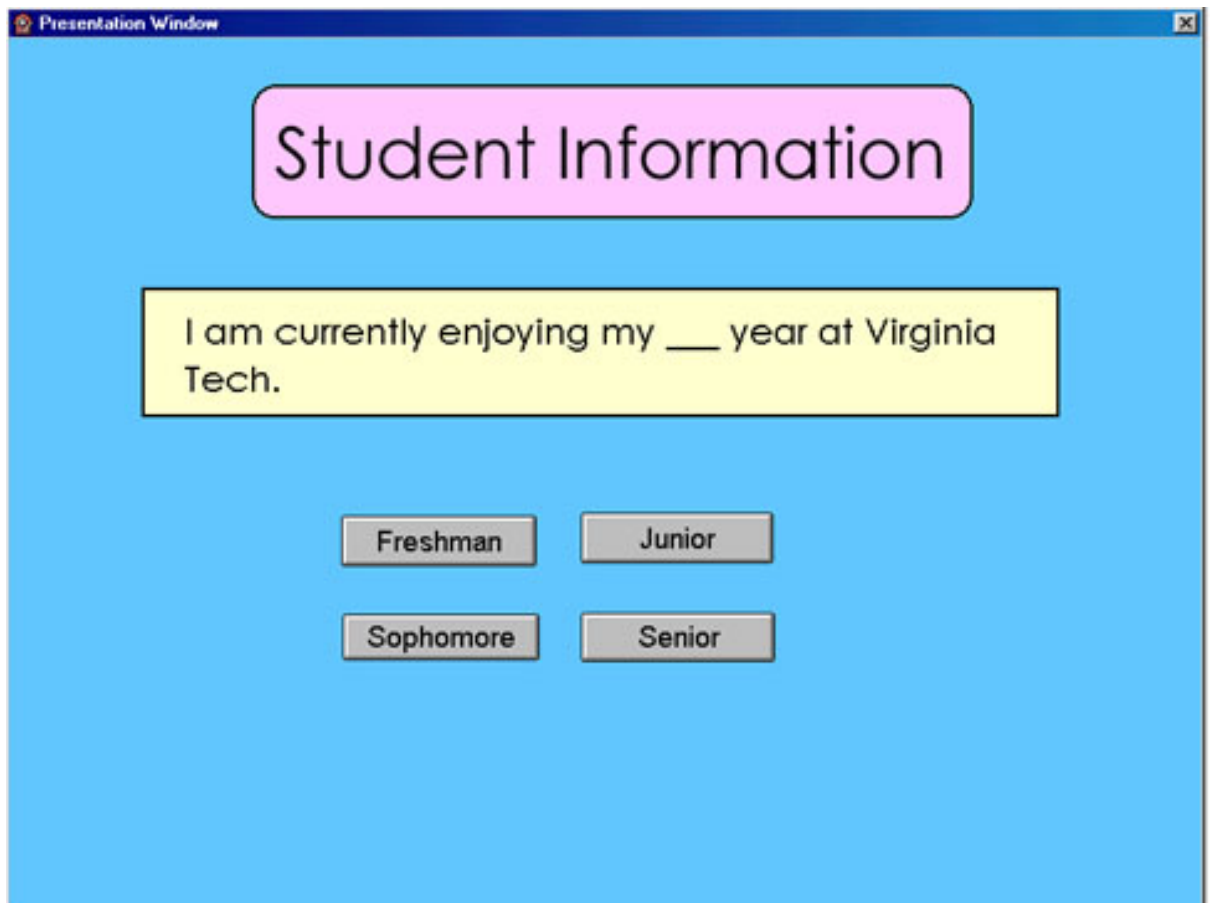 Presentation Window
Student Information
I am currently enjoying my ___ year at Virginia
Tech.
Freshman
Junior
Sophomore
Senior